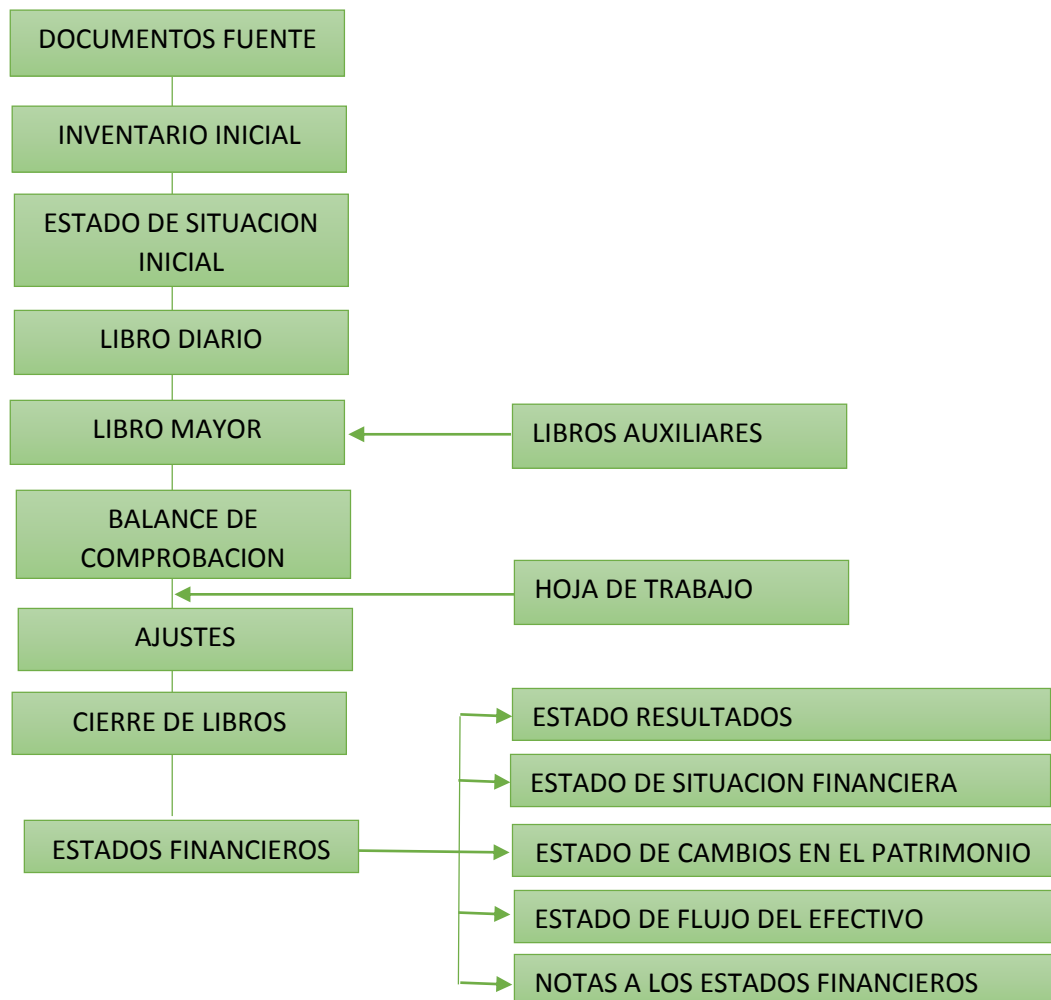 DOCUMENTOS FUENTE
INVENTARIO INICIAL
ESTADO DE SITUACION
INICIAL
LIBRO DIARIO
LIBRO MAYOR
LIBROS AUXILIARES
BALANCE DE
COMPROBACION
HOJA DE TRABAJO
AJUSTES
CIERRE DE LIBROS
ESTADOS FINANCIEROS
ESTADO RESULTADOS
ESTADO DE SITUACION FINANCIERA
ESTADO DE CAMBIOS EN EL PATRIMONIO
ESTADO DE FLUJO DEL EFECTIVO
NOTAS A LOS ESTADOS FINANCIEROS